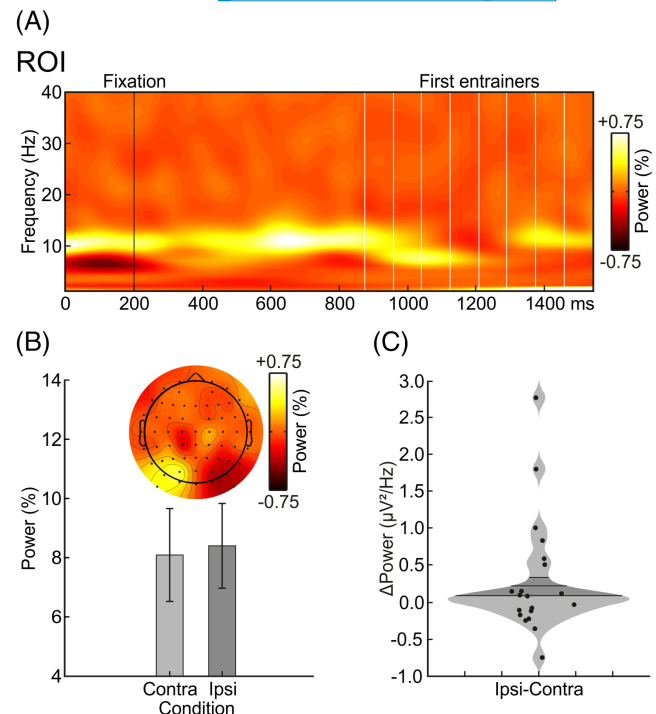 (A)
ROI
Fixation
First entrainers
40
30
20
10
Frequency (Hz)
0
200
400
600
800
1000
1200
1400 ms
+0.75
-0.75
Power (%)
(B)
14
12
10
8
6
4
Power (%)
+0.75
-0.75
Power (%)
Contra
Ipsi
Condition
(C)
3.0
2.5
2.0
1.5
1.0
0.5
0.0
-0.5
-1.0
ΔPower (μV²/Hz)
Ipsi-Contra